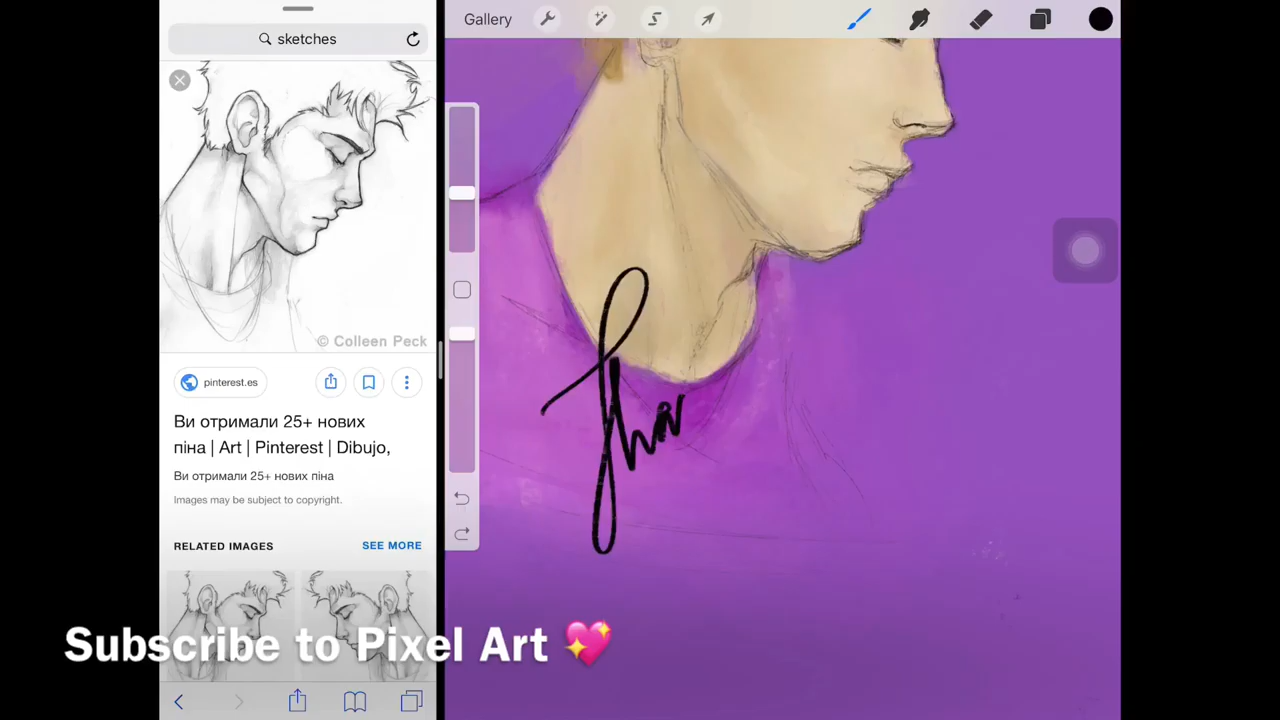 sketches
Gallery
© Colleen Peck
pinterest.es
Ви отримали 25+ нових
піна | Art | Pinterest | Dibujo,
Ви отримали 25+ нових піна
Images may be subject to copyright.
RELATED IMAGES
SEE MORE
Subscribe to Pixel Art 💖